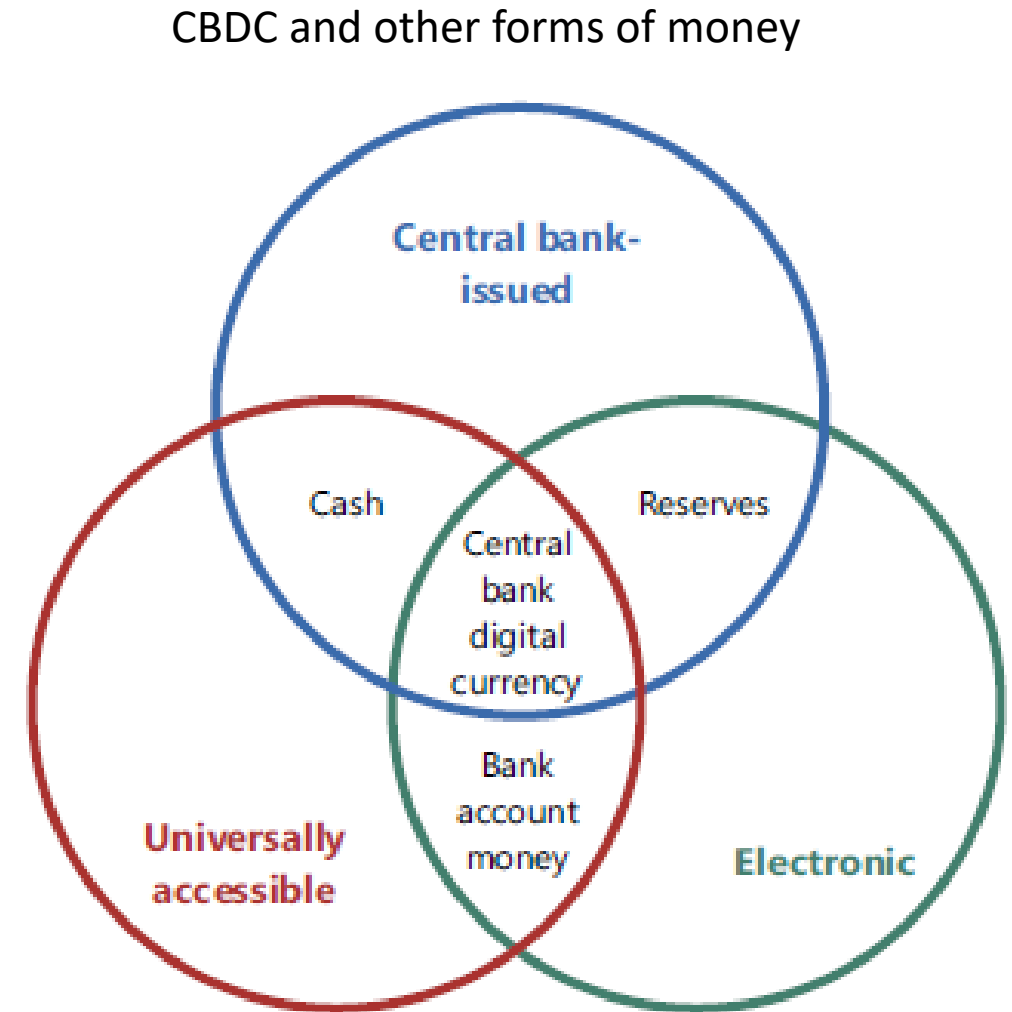 CBDC and other forms of money
Central bank-
issued
Cash
Reserves
Central
bank
digital
currency
Bank
account
money
Universally
accessible
Electronic